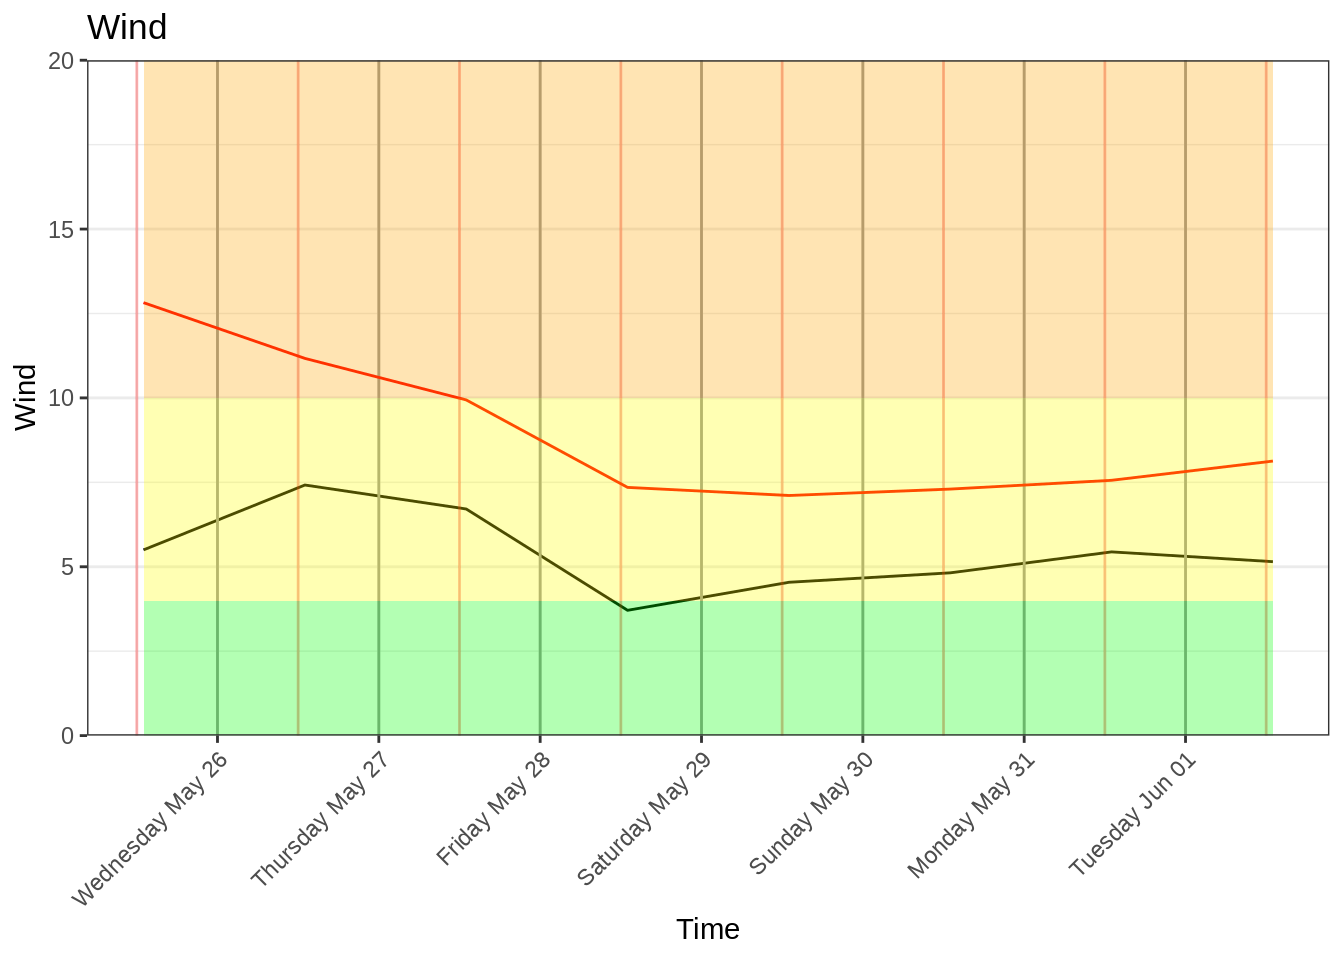 Wind
20
15
10
5
0
Wind
Wednesday May 26
Thursday May 27
Friday May 28
Saturday May 29
Sunday May 30
Monday May 31
Tuesday Jun 01
Time